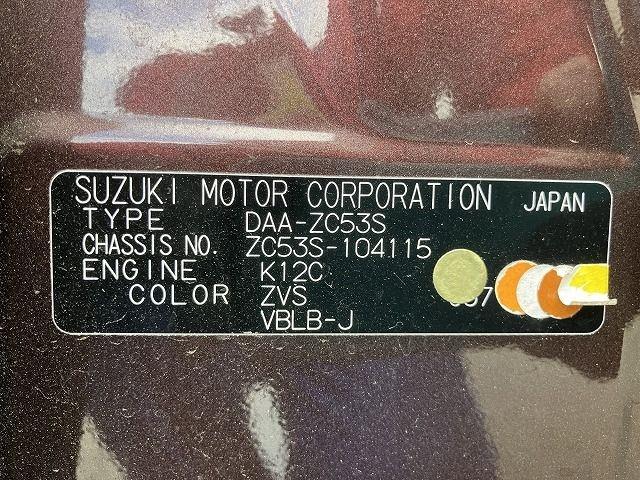 SUZUKI MOTOR CORPORATION JAPAN
TYPE DAA-ZC53S
CHASSIS NO. ZC53S-104115
ENGINE K12C
COLOR ZVS
VBLB-J